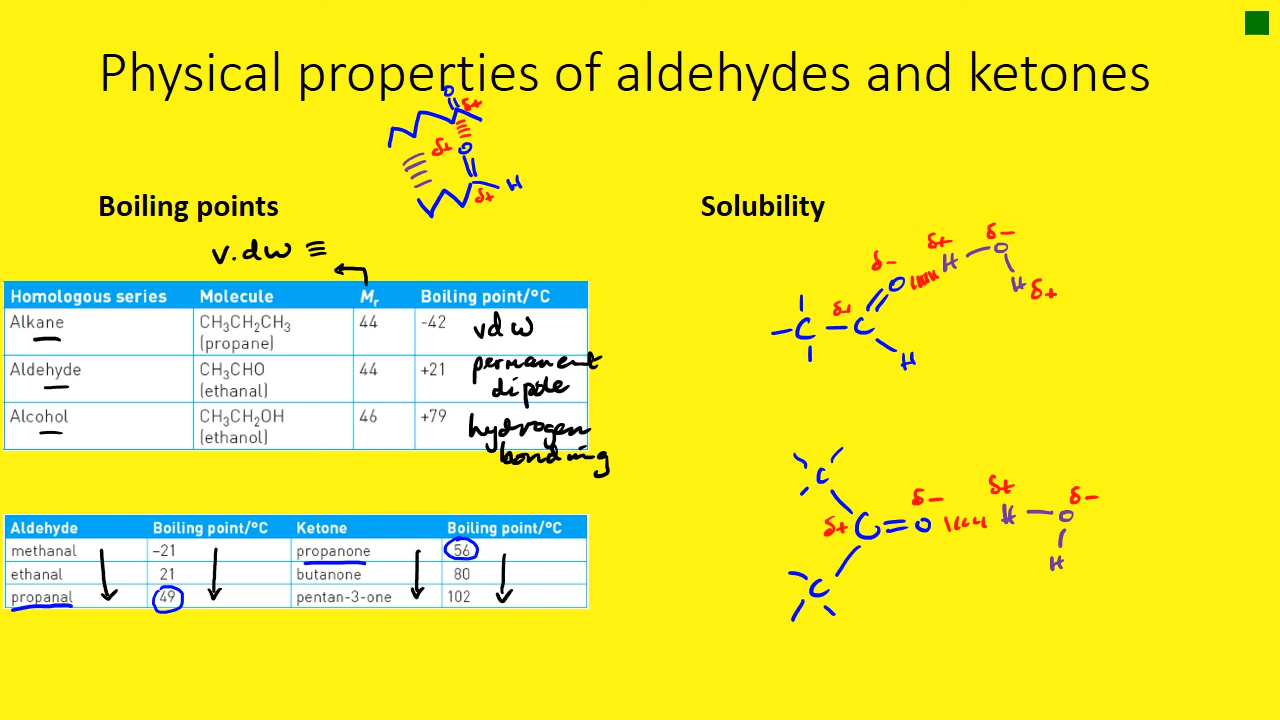 Physical properties of aldehydes and ketones
O
δ+
δ+
O
H
δ+
Boiling points
v.dw ≡
Homologous series Molecule Mr Boiling point/°C
Alkane CH₃CH₂CH₃ 44 -42 vdw
(propane)
Aldehyde CH₃CHO 44 +21 permanent
(ethanal) dipole
Alcohol CH₃CH₂OH 46 +79 hydrogen
(ethanol) bonding
Aldehyde Boiling point/°C Ketone Boiling point/°C
methanal –21 propanone 56
ethanal 21 butanone 80
propanal 49 pentan-3-one 102
Solubility
δ- δ+ δ-
O H O
H δ+
δ+
C C
H
C
δ+ C O δ- H δ+ O δ-
H
C